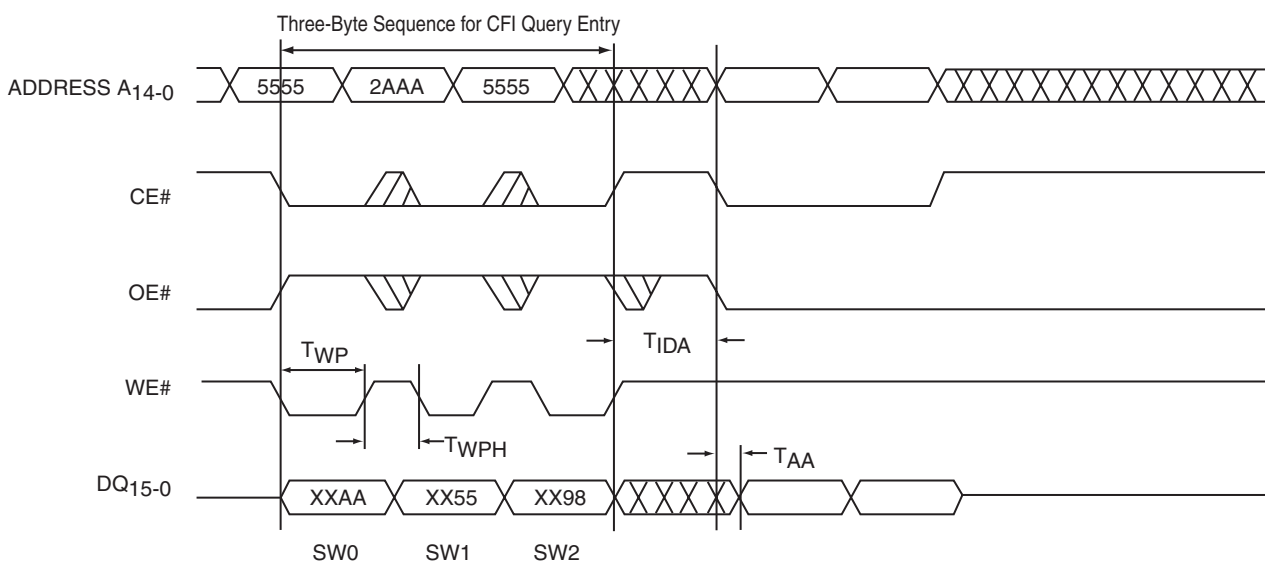 Three-Byte Sequence for CFI Query Entry
ADDRESS A14-0
5555 2AAA 5555
CE#
OE#
TIDA
TWP
WE#
TWPH
TAA
DQ15-0
XXAA XX55 XX98
SW0 SW1 SW2